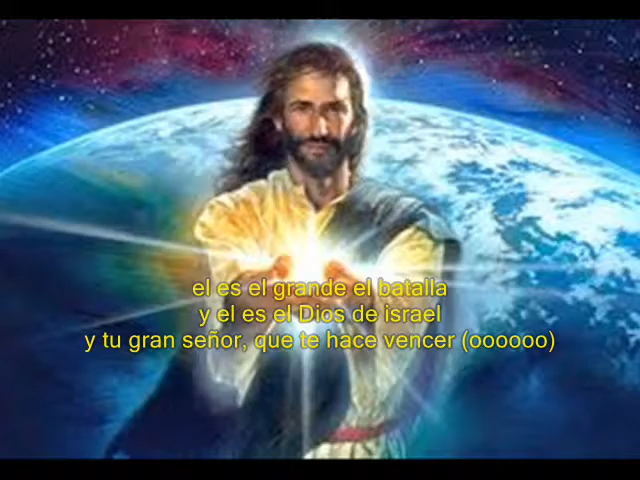 el es el grande el batalla
y el es el Dios de israel
y tu gran señor, que te hace vencer (oooooo)